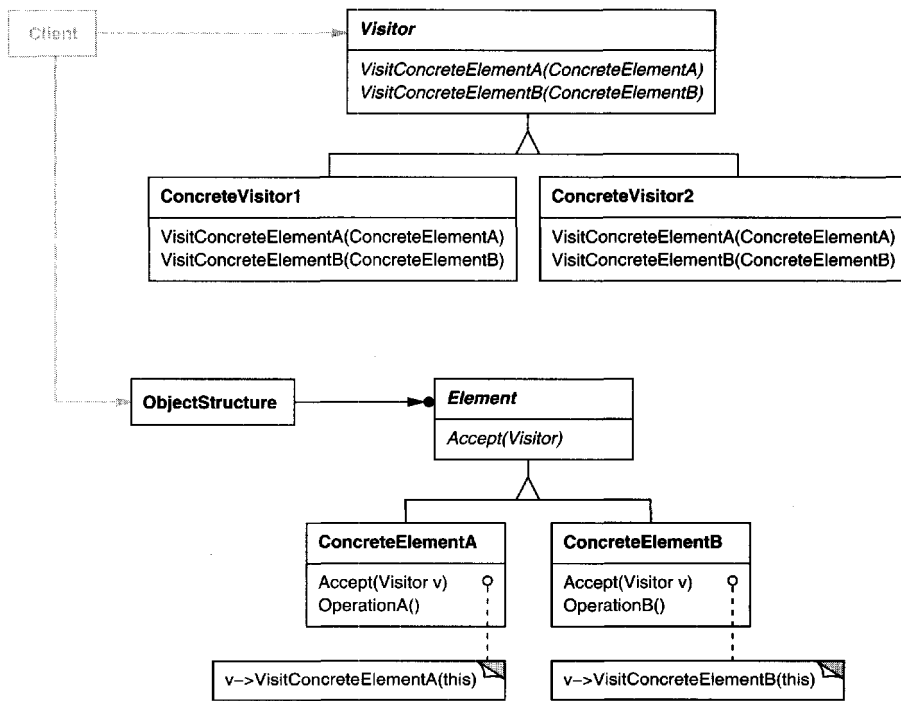 Client
Visitor
VisitConcreteElementA(ConcreteElementA)
VisitConcreteElementB(ConcreteElementB)
ConcreteVisitor1
VisitConcreteElementA(ConcreteElementA)
VisitConcreteElementB(ConcreteElementB)
ConcreteVisitor2
VisitConcreteElementA(ConcreteElementA)
VisitConcreteElementB(ConcreteElementB)
ObjectStructure
Element
Accept(Visitor)
ConcreteElementA
Accept(Visitor v)
OperationA()
ConcreteElementB
Accept(Visitor v)
OperationB()
v–>VisitConcreteElementA(this)
v–>VisitConcreteElementB(this)